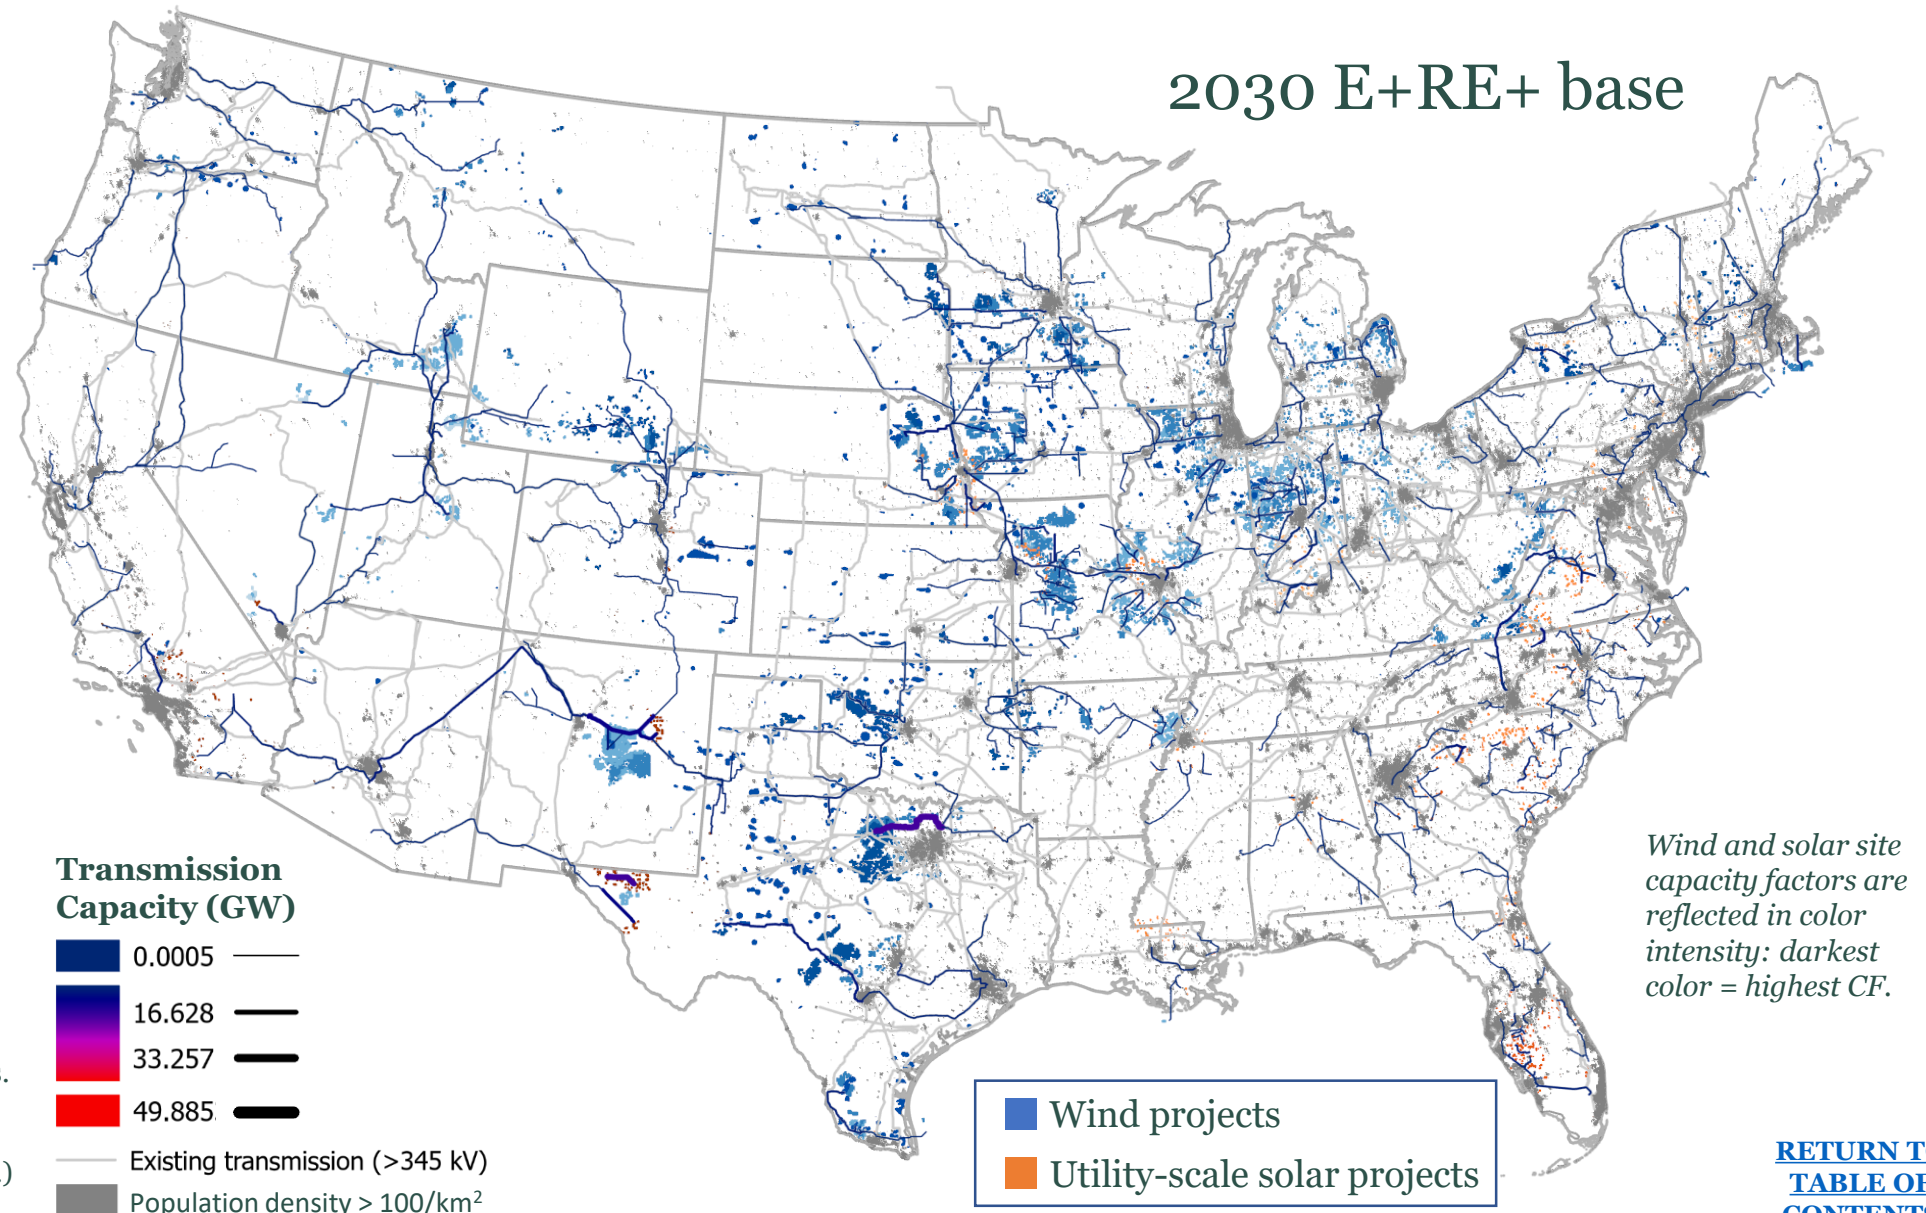 2030 E+RE+ base
Wind and solar site
capacity factors are
reflected in color
intensity: darkest
color = highest CF.
Transmission
Capacity (GW)
0.0005
16.628
33.257
49.885
Existing transmission (>345 kV)
Population density > 100/km²
Wind projects
Utility-scale solar projects
RETURN
TABLE OF
CONTENTS